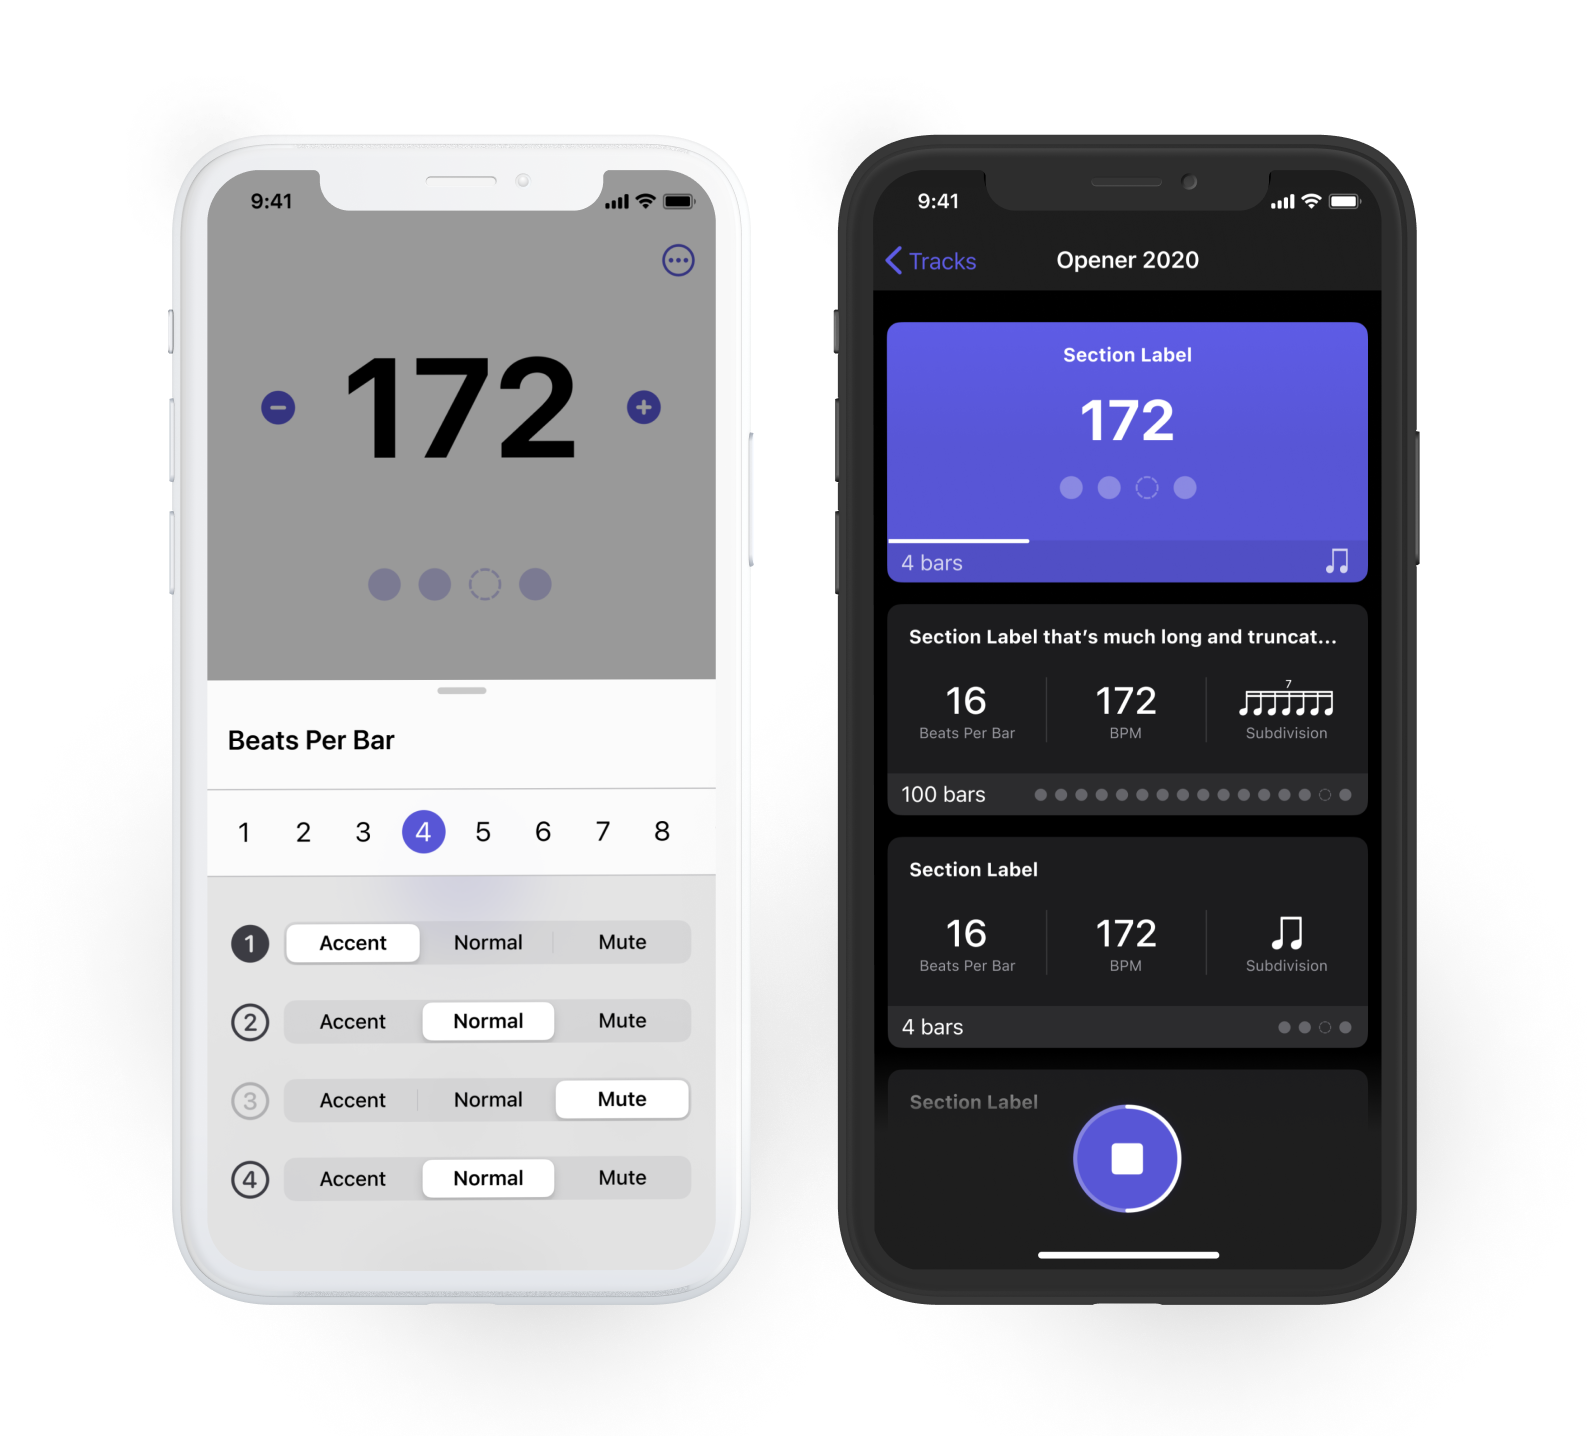 9:41
172
Beats Per Bar
1 2 3 4 5 6 7 8
1 Accent Normal Mute
2 Accent Normal Mute
3 Accent Normal Mute
4 Accent Normal Mute
9:41
Tracks Opener 2020
Section Label
172
4 bars
Section Label that’s much long and truncat...
16 172 7
Beats Per Bar BPM Subdivision
100 bars
Section Label
16 172
Beats Per Bar BPM Subdivision
4 bars
Section Label